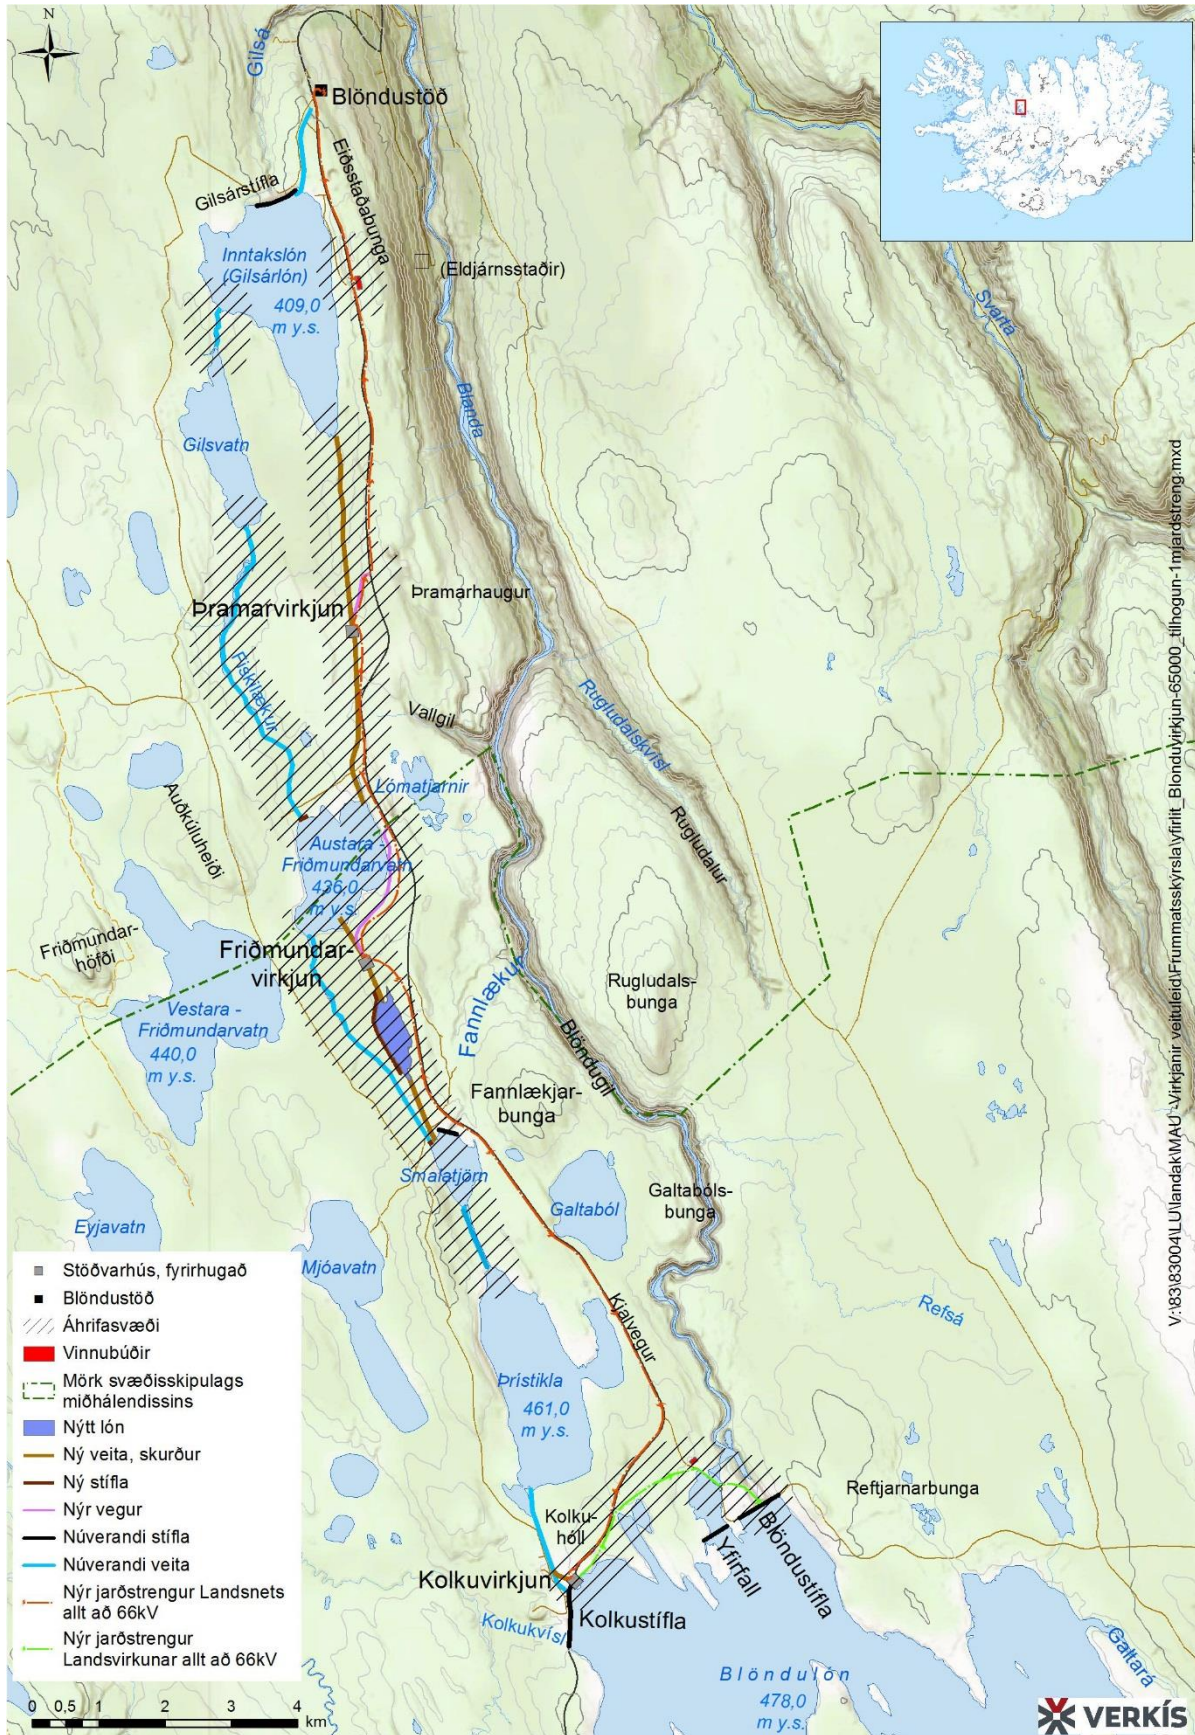 N
Gilsá
Blöndustöð
Gilsárstífla
Eiðsstaðabunga
Inntakslón
(Gilsárlón)
409,0
m y.s.
(Eldjárnsstaðir)
Svartá
Blanda
Gilsvatn
Þramarhaugur
Þramarvirkjun
Fiskilækur
Vallgil
Rugludalskvísl
Lómatjarnir
Rugludalur
Auðkúluheiði
Austara -
Friðmundarvatn
436,0
m y.s.
Friðmundar-
höfði
Friðmundar-
virkjun
Vestara -
Friðmundarvatn
440,0
m y.s.
Fannlækur
Rugludals-
bunga
Blöndugil
Fannlækjar-
bunga
Smalatjörn
Galtaból
Galtabóls-
bunga
Eyjavatn
Mjóavatn
Kjalvegur
Refsá
Þrístikla
461,0
m y.s.
Reftjarnarbunga
Kolku-
hóll
Blöndustífla
Yfirfall
Kolkuvirkjun
Kolkustífla
Kolkukvísl
Galtará
Blöndulón
478,0
m y.s.
Stöðvarhús, fyrirhugað
Blöndustöð
Áhrifasvæði
Vinnubúðir
Mörk svæðisskipulags
miðhálendissins
Nýtt lón
Ný veita, skurður
Ný stífla
Nýr vegur
Núverandi stífla
Núverandi veita
Nýr jarðstrengur Landsnets
allt að 66kV
Nýr jarðstrengur
Landsvirkunar allt að 66kV
0 0,5 1 2 3 4
km
VERKÍS
V:\83\83004\LU\landak\MAU -Virkjanir veituleid\Frummatsskýrsla\yfirlit_Blonduvirkjun-65000_tilhogun-1mjardstreng.mxd